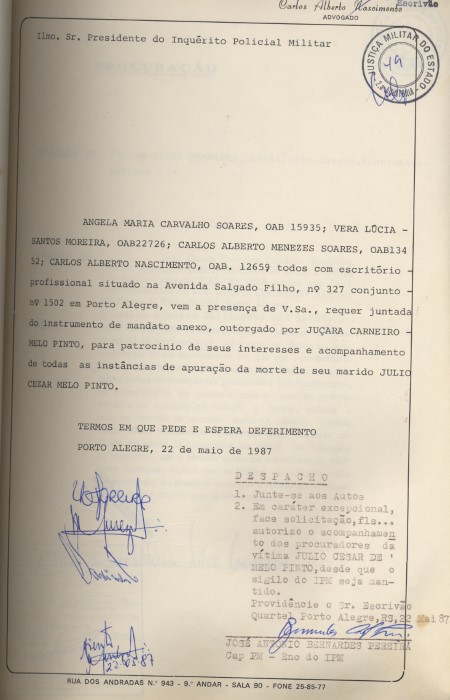 Escrivão
Carlos Alberto Nascimento
ADVOGADO
Ilmo. Sr. Presidente do Inquérito Policial Militar
JUSTIÇA MILITAR DO ESTADO
ANGELA MARIA CARVALHO SOARES, OAB 15935; VERA LÚCIA -
SANTOS MOREIRA, OAB22726; CARLOS ALBERTO MENEZES SOARES, OAB134
52; CARLOS ALBERTO NASCIMENTO, OAB. 12659 todos com escritório -
profissional situado na Avenida Salgado Filho, nº 327 conjunto -
nº 1502 em Porto Alegre, vem a presença de V.Sa., requer juntada
do instrumento de mandato anexo, outorgado por JUÇARA CARNEIRO -
MELO PINTO, para patrocinio de seus interesses e acompanhamento
de todas as instâncias de apuração da morte de seu marido JULIO
CEZAR MELO PINTO.
TERMOS EM QUE PEDE E ESPERA DEFERIMENTO
PORTO ALEGRE, 22 de maio de 1987
DESPACHO
1. Junte-se aos Autos
2. Em caráter excepcional,
face solicitação,fls...
autorizo o acompanhamen
to dos procuradores da
vítima JULIO CESAR DE '
MELO PINTO,desde que o
sigilo do IPM seja man-
tido.
Providêncie o Sr. Escrivão
Quartel Porto Alegre,RS,22 Mai 87
JOSÉ ANTONIO BERNARDES PEREIRA
Cap PM - Enc do IPM
22-05-87
RUA DOS ANDRADAS N.º 943 - 9.º ANDAR - SALA 90 - FONE 25-85-77